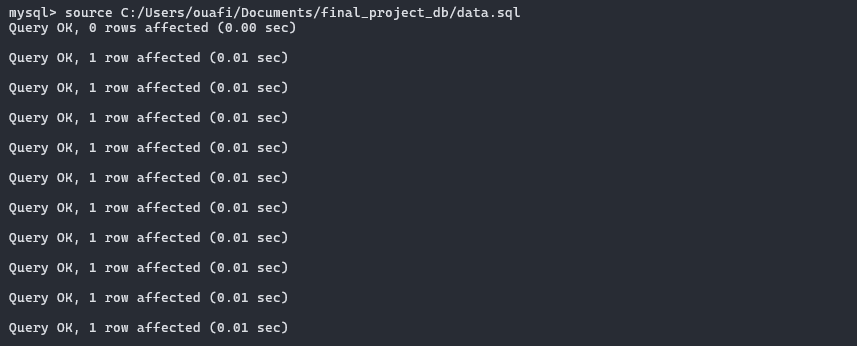 mysql> source C:/Users/ouafi/Documents/final_project_db/data.sql
Query OK, 0 rows affected (0.00 sec)
Query OK, 1 row affected (0.01 sec)
Query OK, 1 row affected (0.01 sec)
Query OK, 1 row affected (0.01 sec)
Query OK, 1 row affected (0.01 sec)
Query OK, 1 row affected (0.01 sec)
Query OK, 1 row affected (0.01 sec)
Query OK, 1 row affected (0.01 sec)
Query OK, 1 row affected (0.01 sec)
Query OK, 1 row affected (0.01 sec)
Query OK, 1 row affected (0.01 sec)